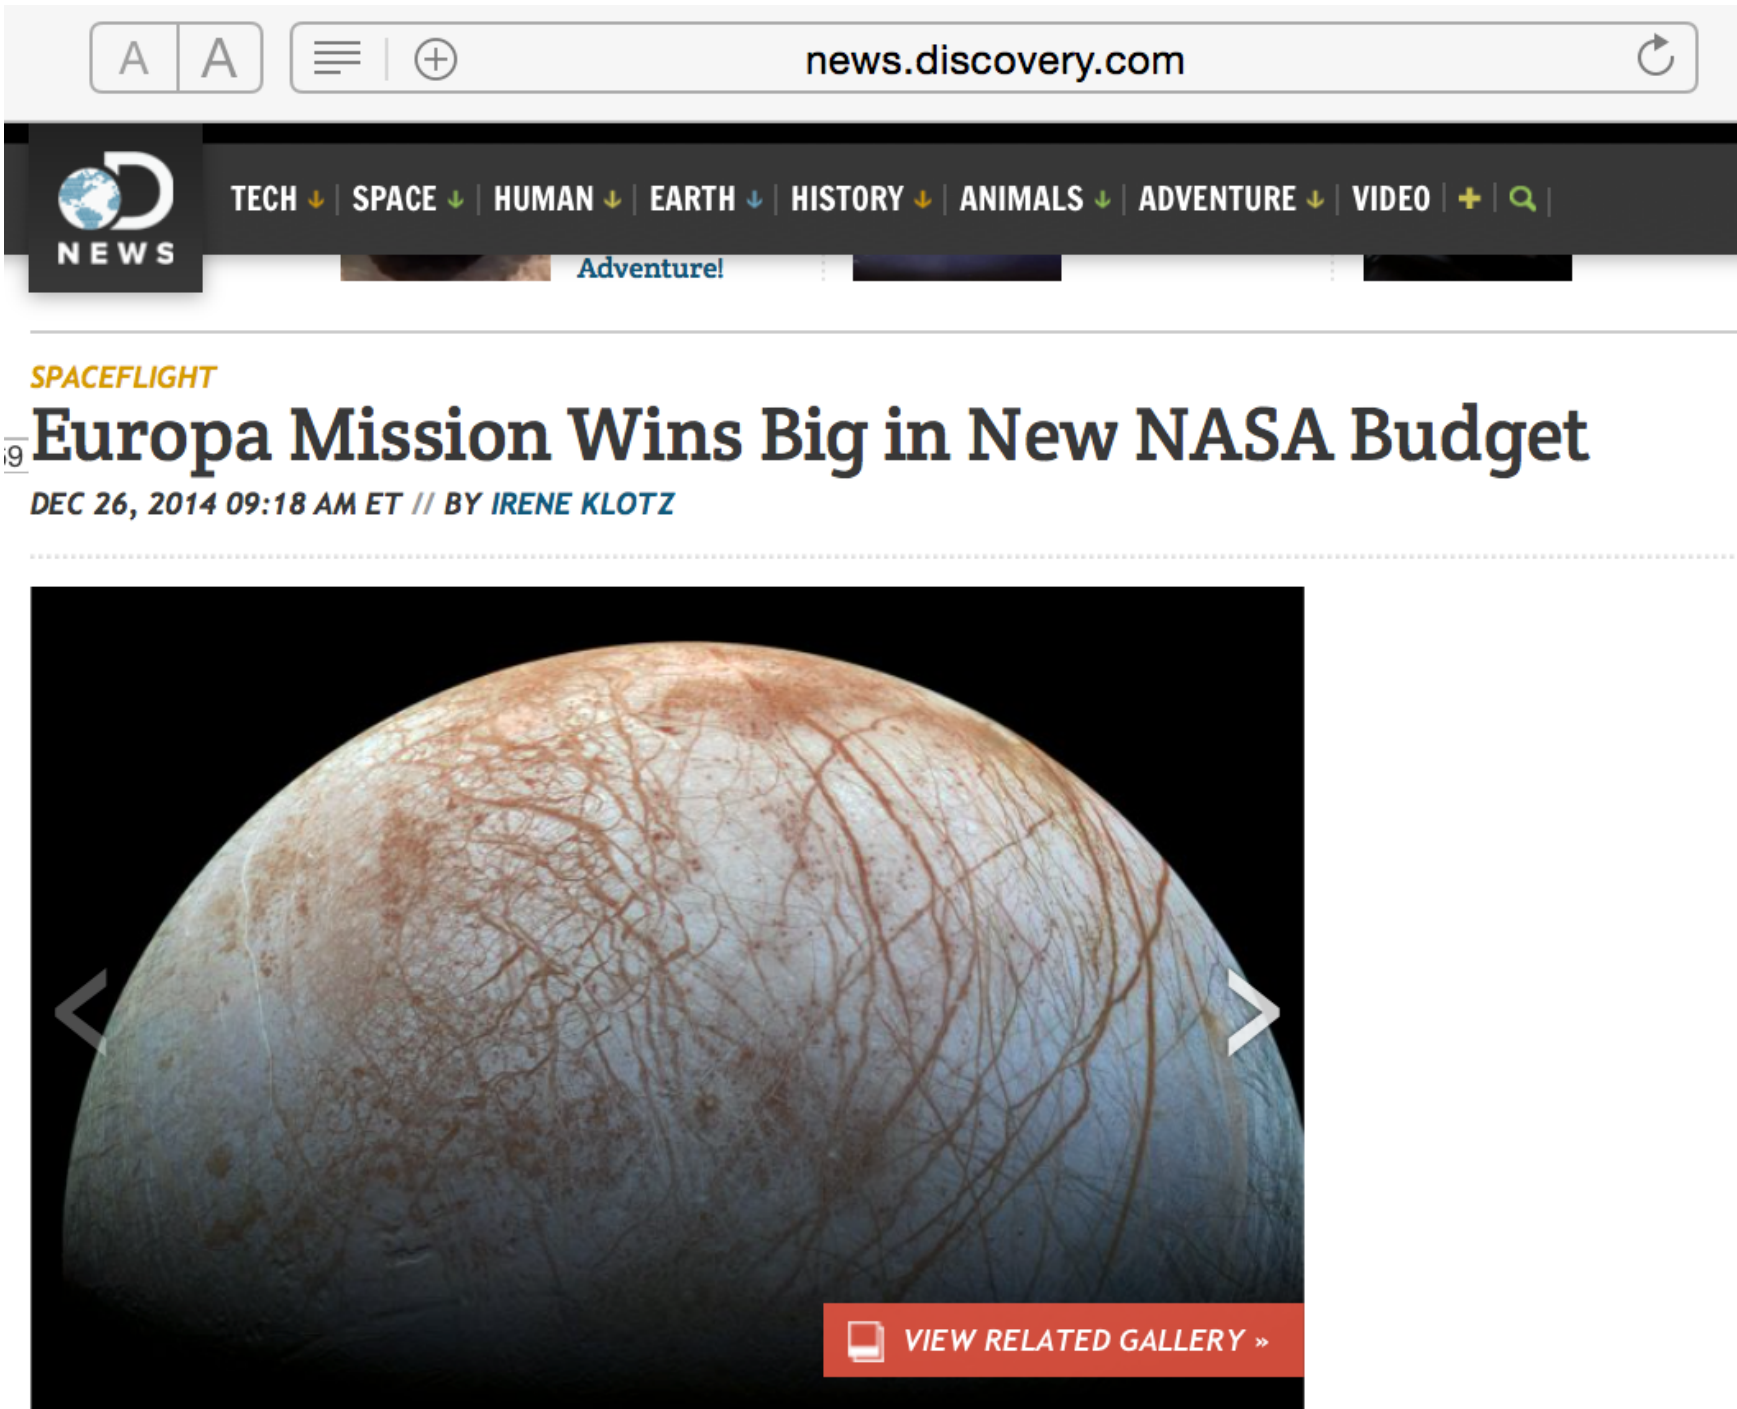 A A news.discovery.com
NEWS
TECH SPACE HUMAN EARTH HISTORY ANIMALS ADVENTURE VIDEO
Adventure!
SPACEFLIGHT
Europa Mission Wins Big in New NASA Budget
DEC 26, 2014 09:18 AM ET // BY IRENE KLOTZ
VIEW RELATED GALLERY »